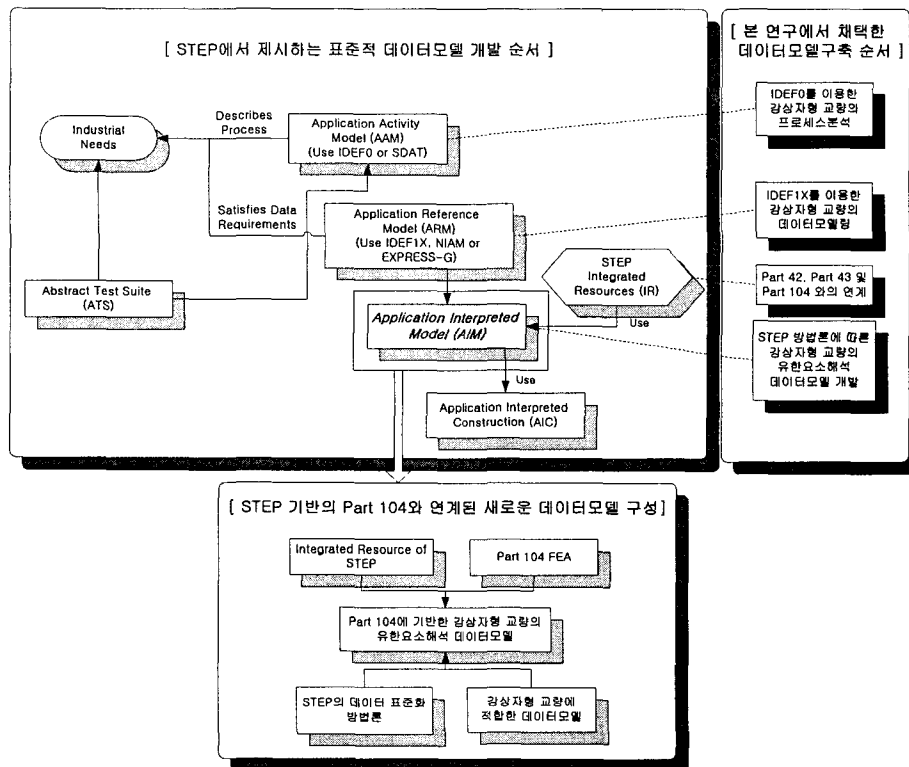 [ STEP에서 제시하는 표준적 데이터모델 개발 순서 ]
Industrial
Needs
Describes
Process
Application Activity
Model (AAM)
(Use IDEF0 or SDAT)
Satisfies Data
Requirements
Application Reference
Model (ARM)
(Use IDEF1X, NIAM or
EXPRESS-G)
STEP
Integrated
Resources (IR)
Abstract Test Suite
(ATS)
Use
Application Interpreted
Model (AIM)
Use
Application Interpreted
Construction (AIC)
[ 본 연구에서 채택한
데이터모델구축 순서 ]
IDEF0를 이용한
강상자형 교량의
프로세스분석
IDEF1X를 이용한
강상자형 교량의
데이터모델링
Part 42, Part 43 및
Part 104 와의 연계
STEP 방법론에 따른
강상자형 교량의
유한요소해석
데이터모델 개발
[ STEP 기반의 Part 104와 연계된 새로운 데이터모델 구성]
Integrated Resource of
STEP
Part 104 FEA
Part 104에 기반한 강상자형 교량의
유한요소해석 데이터모델
STEP의 데이터 표준화
방법론
강상자형 교량에
적합한 데이터모델